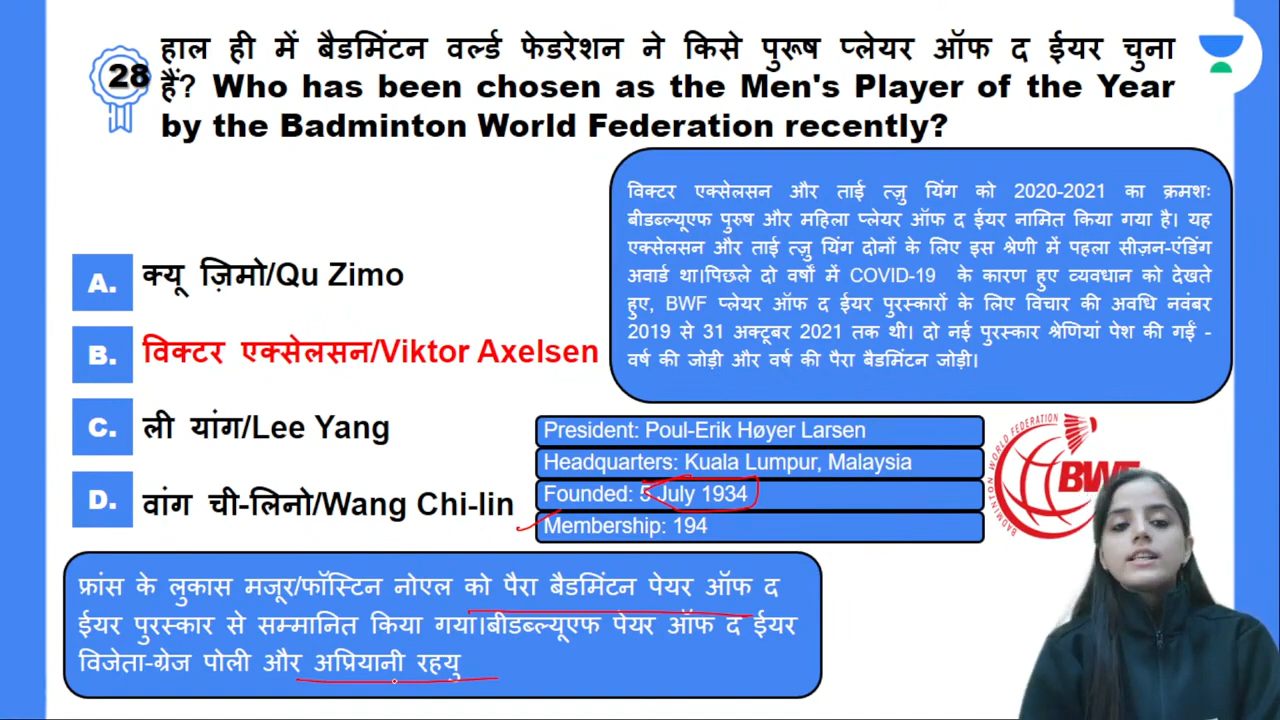 28
हाल ही में बैडमिंटन वर्ल्ड फेडरेशन ने किसे पुरूष प्लेयर ऑफ द ईयर चुना
हैं? Who has been chosen as the Men's Player of the Year
by the Badminton World Federation recently?
विक्टर एक्सेलसन और ताई त्ज़ु यिंग को 2020-2021 का क्रमशः
बीडब्ल्यूएफ पुरुष और महिला प्लेयर ऑफ द ईयर नामित किया गया है। यह
एक्सेलसन और ताई त्ज़ु यिंग दोनों के लिए इस श्रेणी में पहला सीज़न-एंडिंग
अवार्ड था।पिछले दो वर्षों में COVID-19 के कारण हुए व्यवधान को देखते
हुए, BWF प्लेयर ऑफ द ईयर पुरस्कारों के लिए विचार की अवधि नवंबर
2019 से 31 अक्टूबर 2021 तक थी। दो नई पुरस्कार श्रेणियां पेश की गईं -
वर्ष की जोड़ी और वर्ष की पैरा बैडमिंटन जोड़ी।
A. क्यू ज़िमो/Qu Zimo
B. विक्टर एक्सेलसन/Viktor Axelsen
C. ली यांग/Lee Yang
D. वांग ची-लिनो/Wang Chi-lin
President: Poul-Erik Høyer Larsen
Headquarters: Kuala Lumpur, Malaysia
Founded: 5 July 1934
Membership: 194
BADMINTON WORLD FEDERATION
BWF
फ्रांस के लुकास मजूर/फॉस्टिन नोएल को पैरा बैडमिंटन पेयर ऑफ द
ईयर पुरस्कार से सम्मानित किया गया।बीडब्ल्यूएफ पेयर ऑफ द ईयर
विजेता-ग्रेज पोली और अप्रियानी रहयु